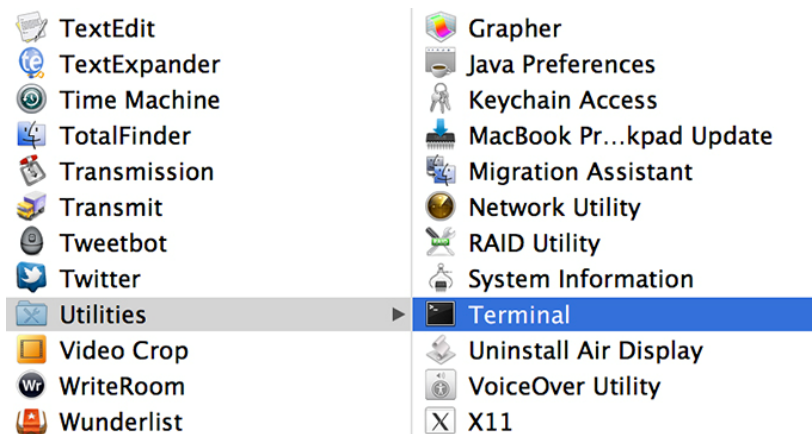 TextEdit
TextExpander
Time Machine
TotalFinder
Transmission
Transmit
Tweetbot
Twitter
Utilities
Video Crop
WriteRoom
Wunderlist
Grapher
Java Preferences
Keychain Access
MacBook Pr...kpad Update
Migration Assistant
Network Utility
RAID Utility
System Information
Terminal
Uninstall Air Display
VoiceOver Utility
X11